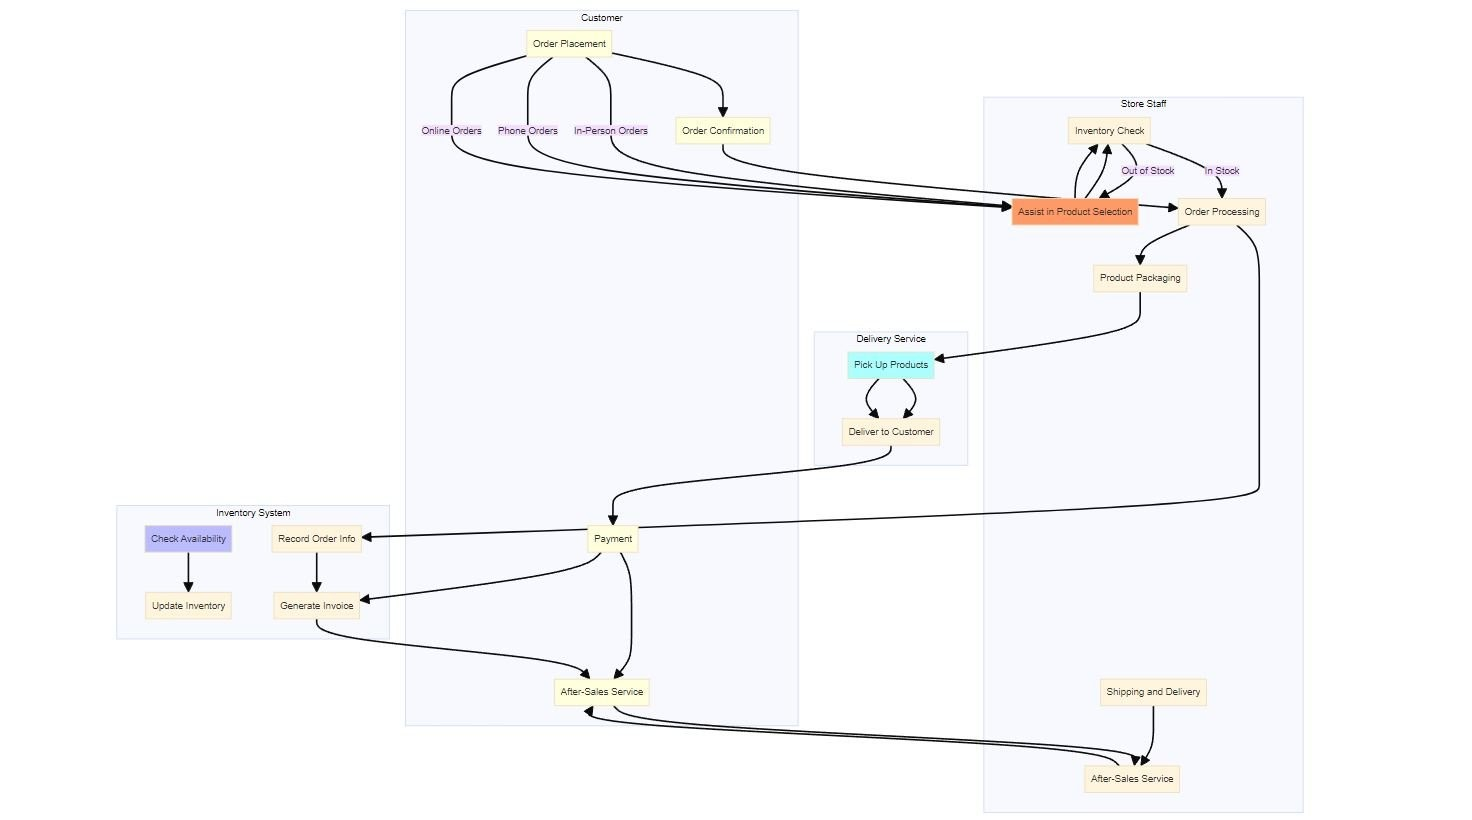 Customer
Order Placement
Store Staff
Online Orders
Phone Orders
In-Person Orders
Order Confirmation
Inventory Check
Out of Stock
In Stock
Assist in Product Selection
Order Processing
Product Packaging
Delivery Service
Pick Up Products
Deliver to Customer
Inventory System
Check Availability
Record Order Info
Payment
Update Inventory
Generate Invoice
After-Sales Service
Shipping and Delivery
After-Sales Service